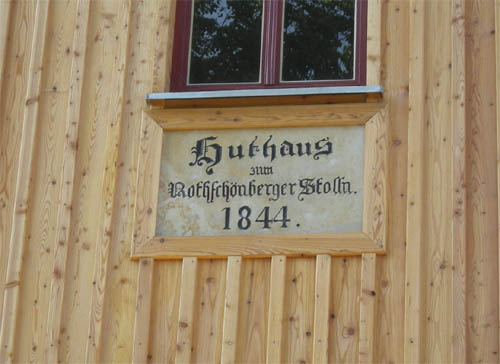 Huthaus
zum
Rothschönberger Stolln.
1844.